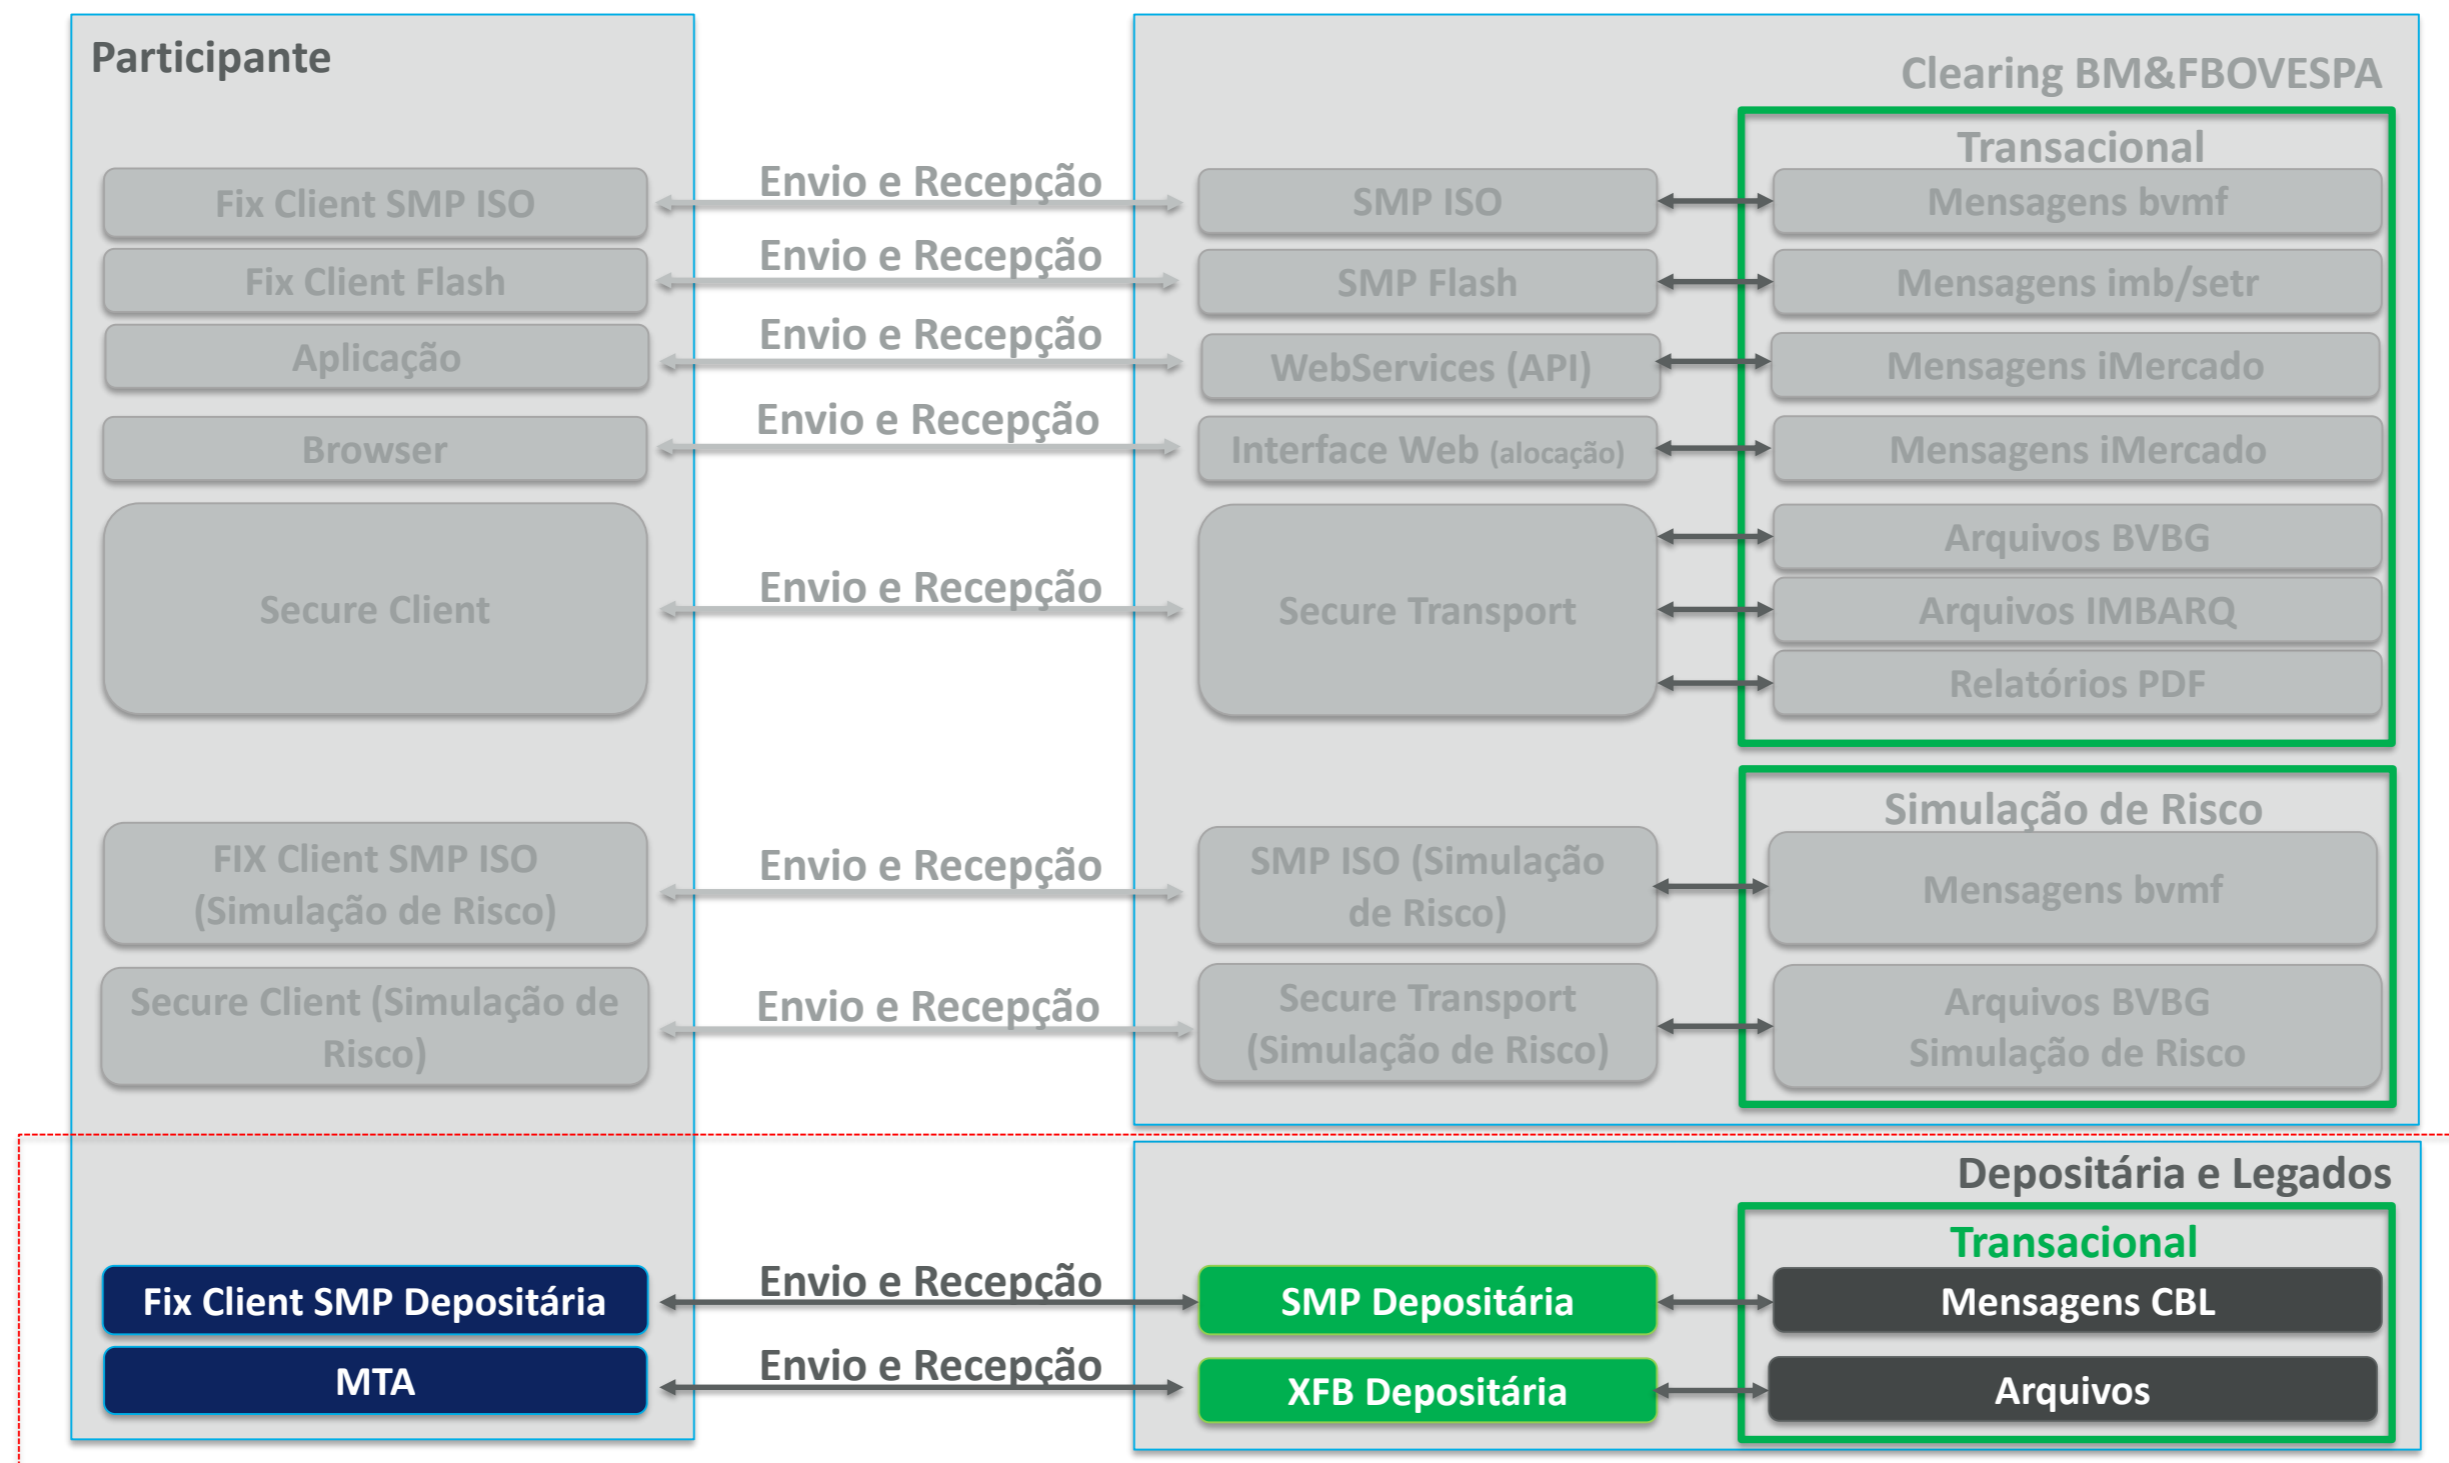 Participante
Clearing BM&FBOVESPA
Transacional
Fix Client SMP ISO
Envio e Recepção
SMP ISO
Mensagens bvmf
Fix Client Flash
Envio e Recepção
SMP Flash
Mensagens imb/setr
Aplicação
Envio e Recepção
WebServices (API)
Mensagens iMercado
Browser
Envio e Recepção
Interface Web (alocação)
Mensagens iMercado
Secure Client
Envio e Recepção
Secure Transport
Arquivos BVBG
Arquivos IMBARQ
Relatórios PDF
Simulação de Risco
FIX Client SMP ISO
(Simulação de Risco)
Envio e Recepção
SMP ISO (Simulação
de Risco)
Mensagens bvmf
Secure Client (Simulação de
Risco)
Envio e Recepção
Secure Transport
(Simulação de Risco)
Arquivos BVBG
Simulação de Risco
Depositária e Legados
Transacional
Fix Client SMP Depositária
Envio e Recepção
SMP Depositária
Mensagens CBL
MTA
Envio e Recepção
XFB Depositária
Arquivos